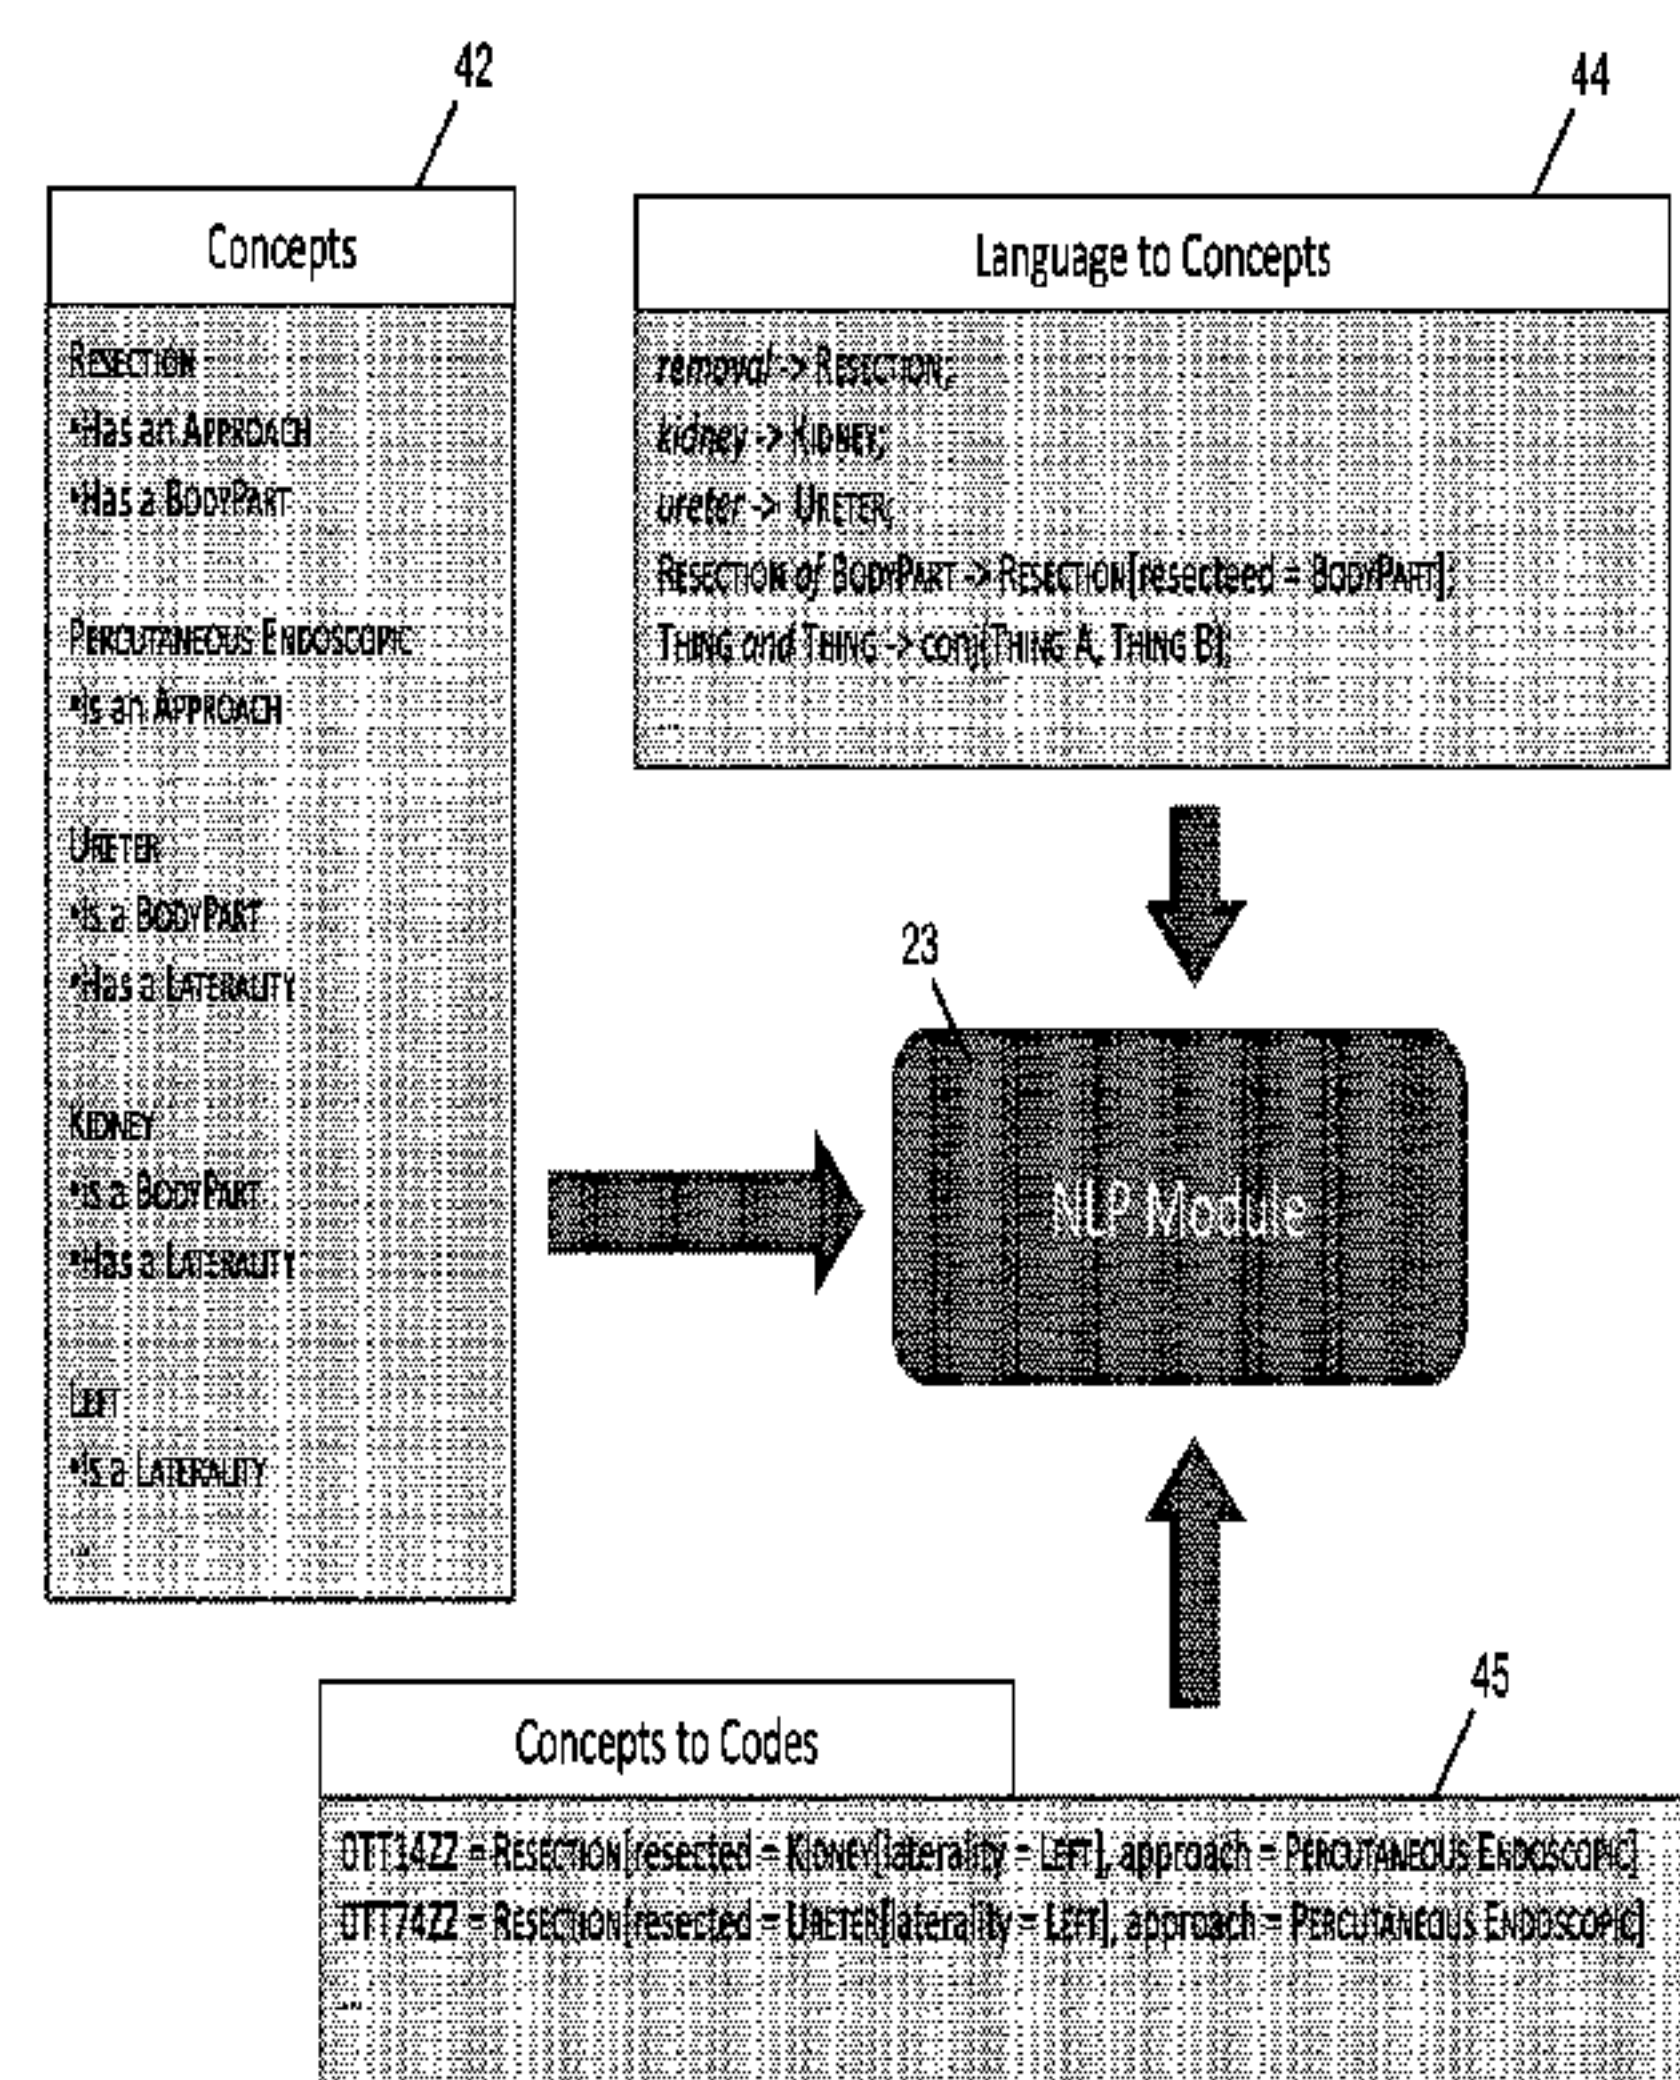 42
Concepts
RESECTION
•Has an APPROACH
•Has a BODYPART
PERCUTANEOUS ENDOSCOPIC
•Is an APPROACH
URETER
•Is a BODYPART
•Has a LATERALITY
KIDNEY
•Is a BODYPART
•Has a LATERALITY
LEFT
•Is a LATERALITY
...
44
Language to Concepts
removal -> RESECTION;
kidney -> KIDNEY;
ureter -> URETER;
RESECTION of BODYPART -> RESECTION[resecteed = BODYPART];
THING and THING -> conj(THING A, THING B);
...
23
NLP Module
45
Concepts to Codes
0TT14ZZ = RESECTION[resected = KIDNEY[laterality = LEFT], approach = PERCUTANEOUS ENDOSCOPIC]
0TT74ZZ = RESECTION[resected = URETER[laterality = LEFT], approach = PERCUTANEOUS ENDOSCOPIC]
...